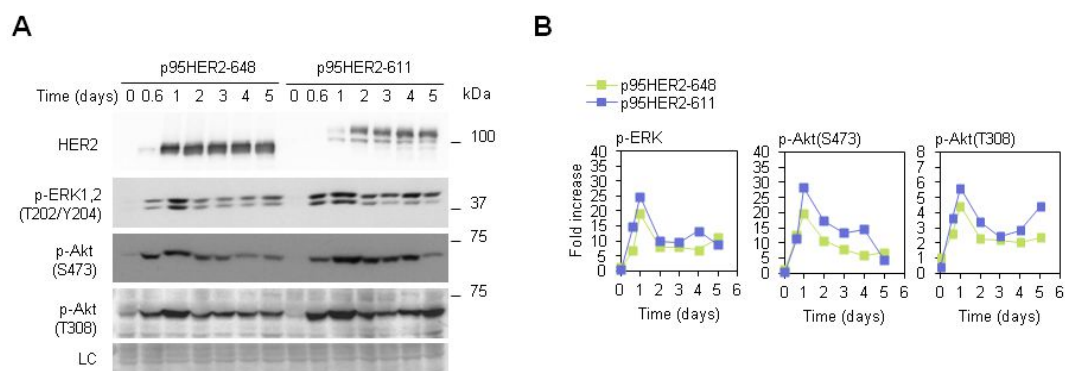 A
p95HER2-648 p95HER2-611
Time (days) 0 0.6 1 2 3 4 5 0 0.6 1 2 3 4 5 kDa
HER2
100
p-ERK1,2
(T202/Y204)
37
p-Akt
(S473)
75
p-Akt
(T308)
75
LC
B
p95HER2-648
p95HER2-611
p-ERK
Fold increase
40
35
30
25
20
15
10
5
0
0 1 2 3 4 5 6
Time (days)
p-Akt(S473)
40
35
30
25
20
15
10
5
0
0 1 2 3 4 5 6
Time (days)
p-Akt(T308)
8
7
6
5
4
3
2
1
0
0 1 2 3 4 5 6
Time (days)